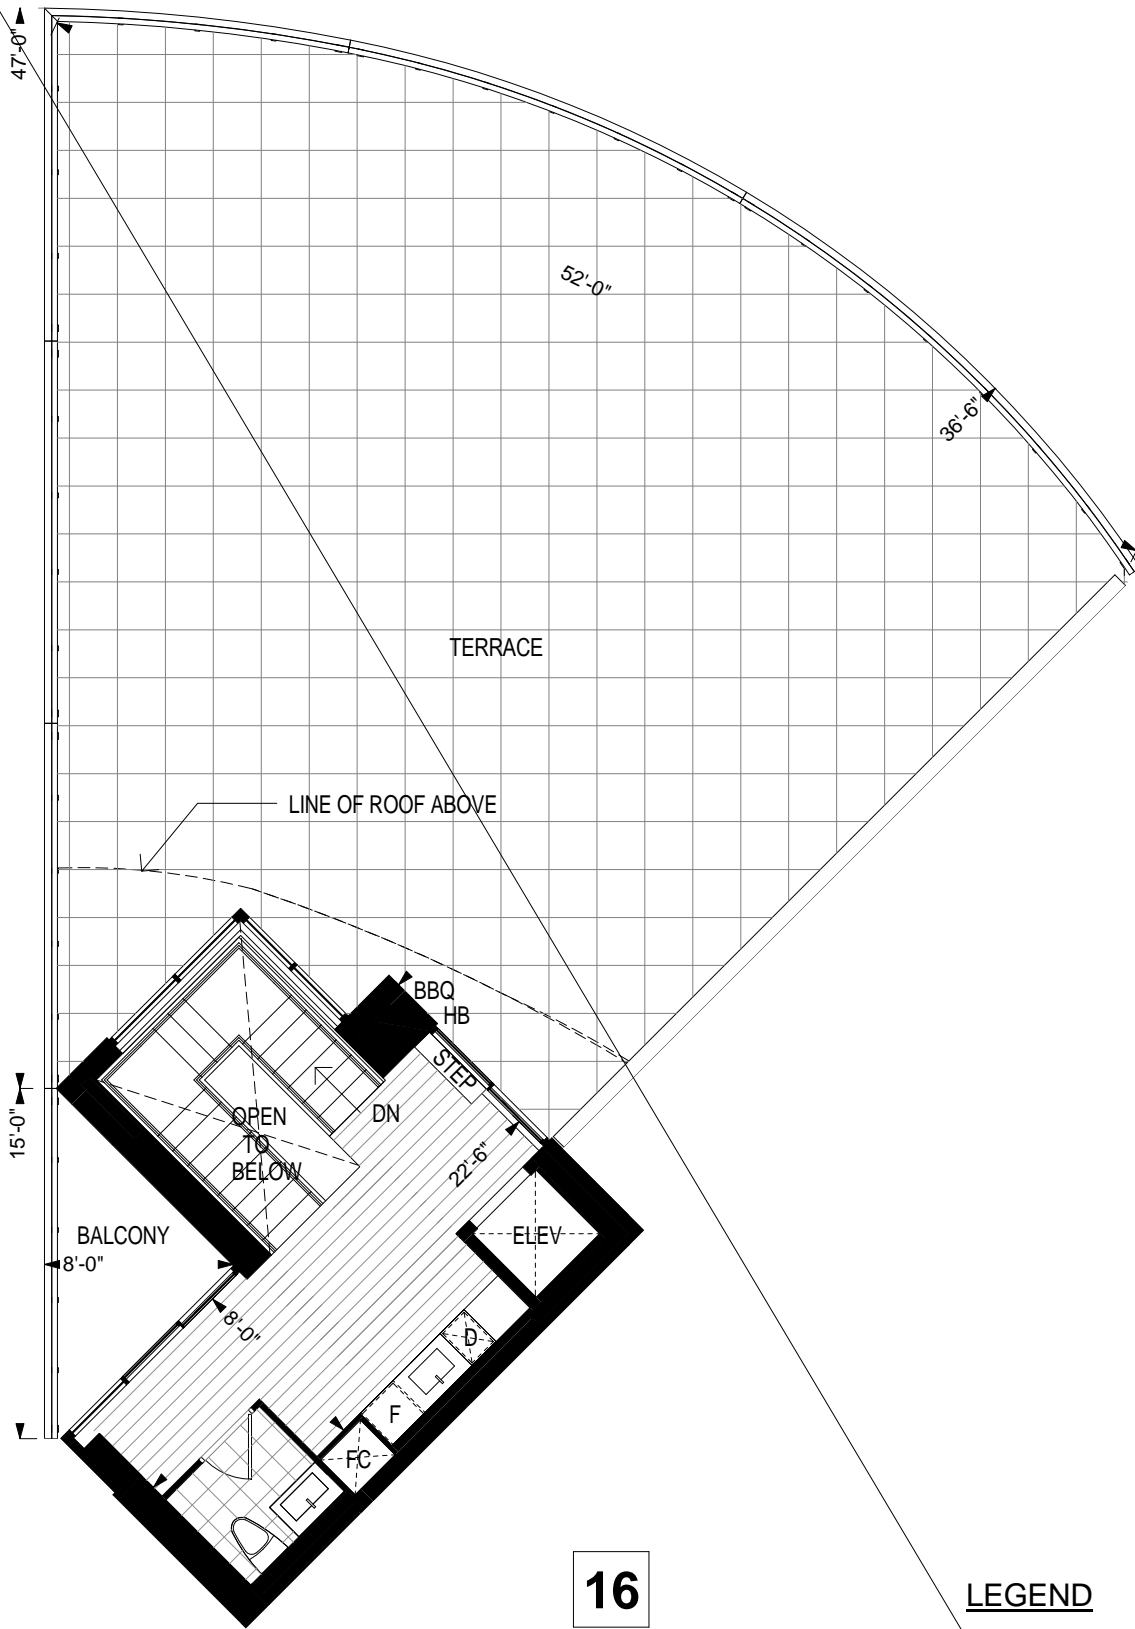 47'-0"
52'-0"
36'-6"
TERRACE
LINE OF ROOF ABOVE
BBQ
HB
STEP
DN
OPEN
TO
BELOW
22'-6"
15'-0"
BALCONY
8'-0"
ELEV
8'-0"
D
F
FC
16
LEGEND